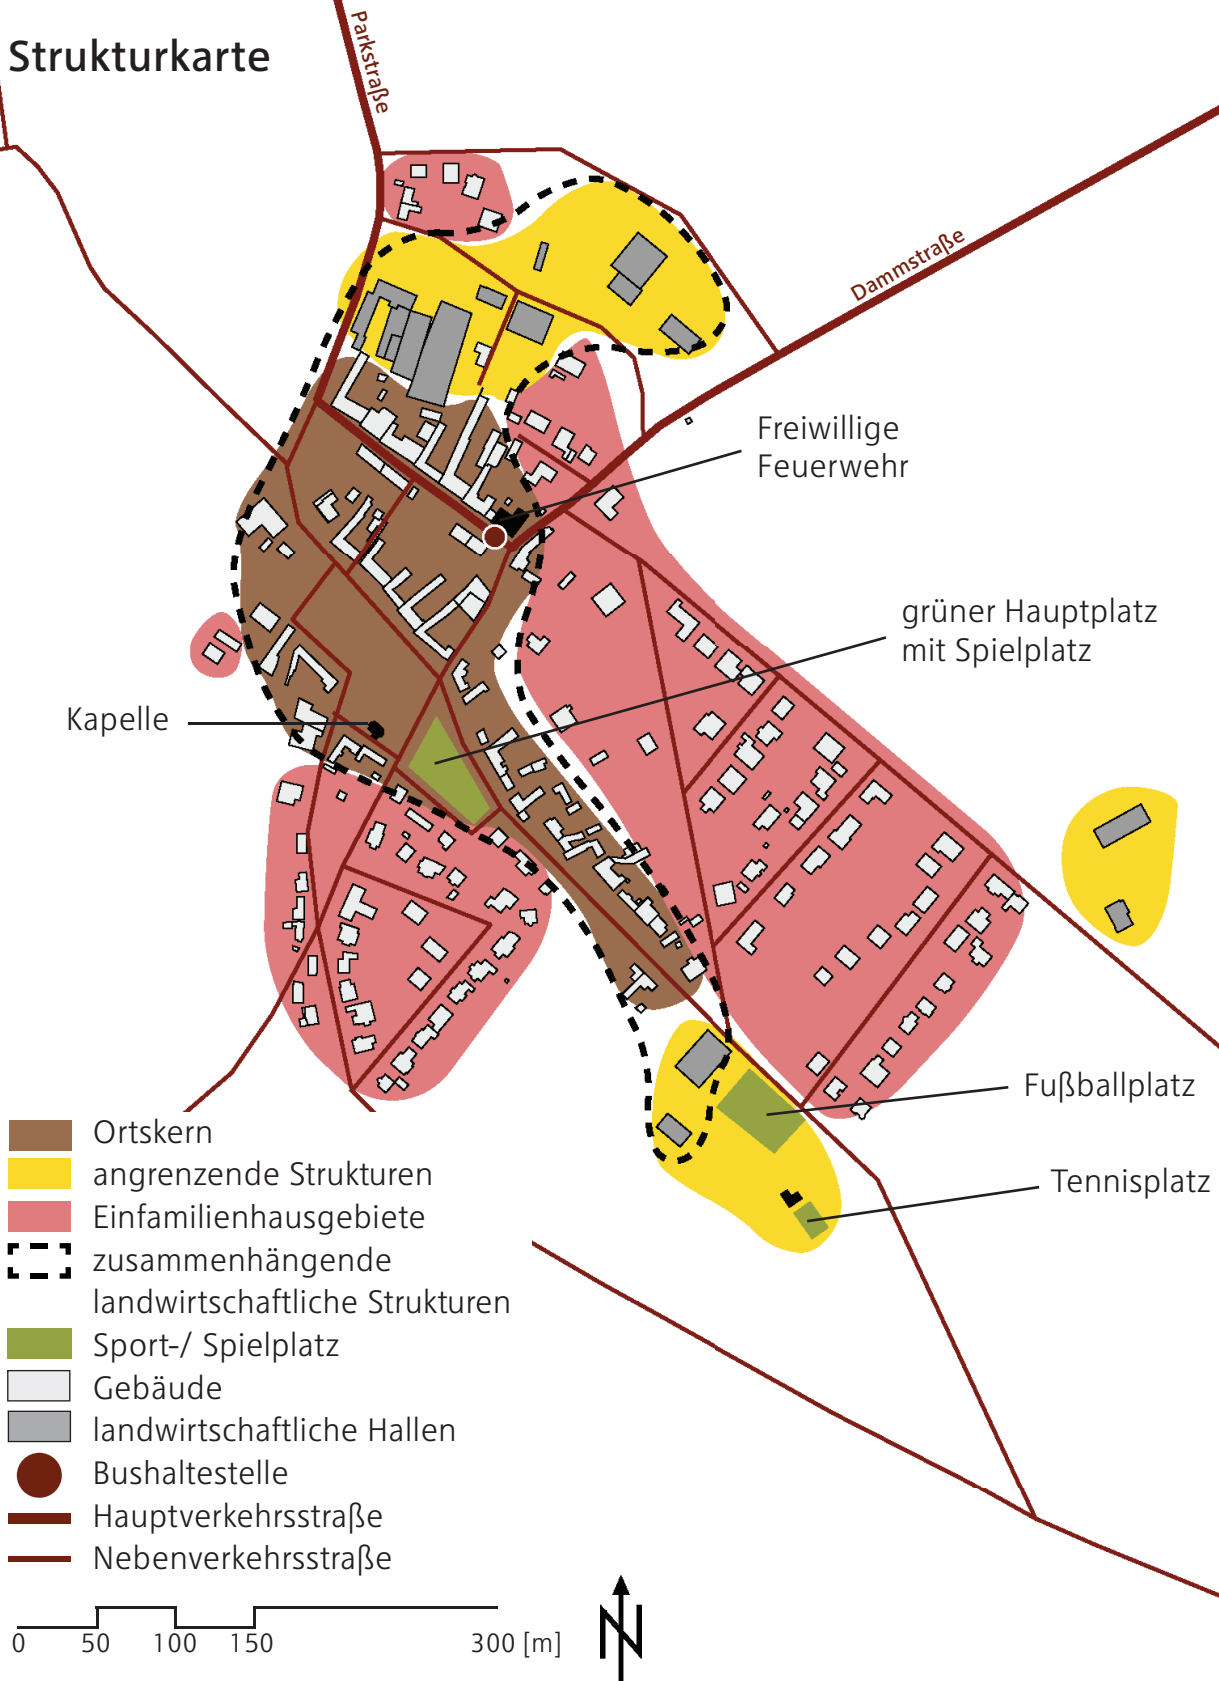 Strukturkarte
Parkstraße
Dammstraße
Freiwillige
Feuerwehr
grüner Hauptplatz
mit Spielplatz
Kapelle
Fußballplatz
Tennisplatz
Ortskern
angrenzende Strukturen
Einfamilienhausgebiete
zusammenhängende
landwirtschaftliche Strukturen
Sport-/ Spielplatz
Gebäude
landwirtschaftliche Hallen
Bushaltestelle
Hauptverkehrsstraße
Nebenverkehrsstraße
0 50 100 150 300 [m]
N